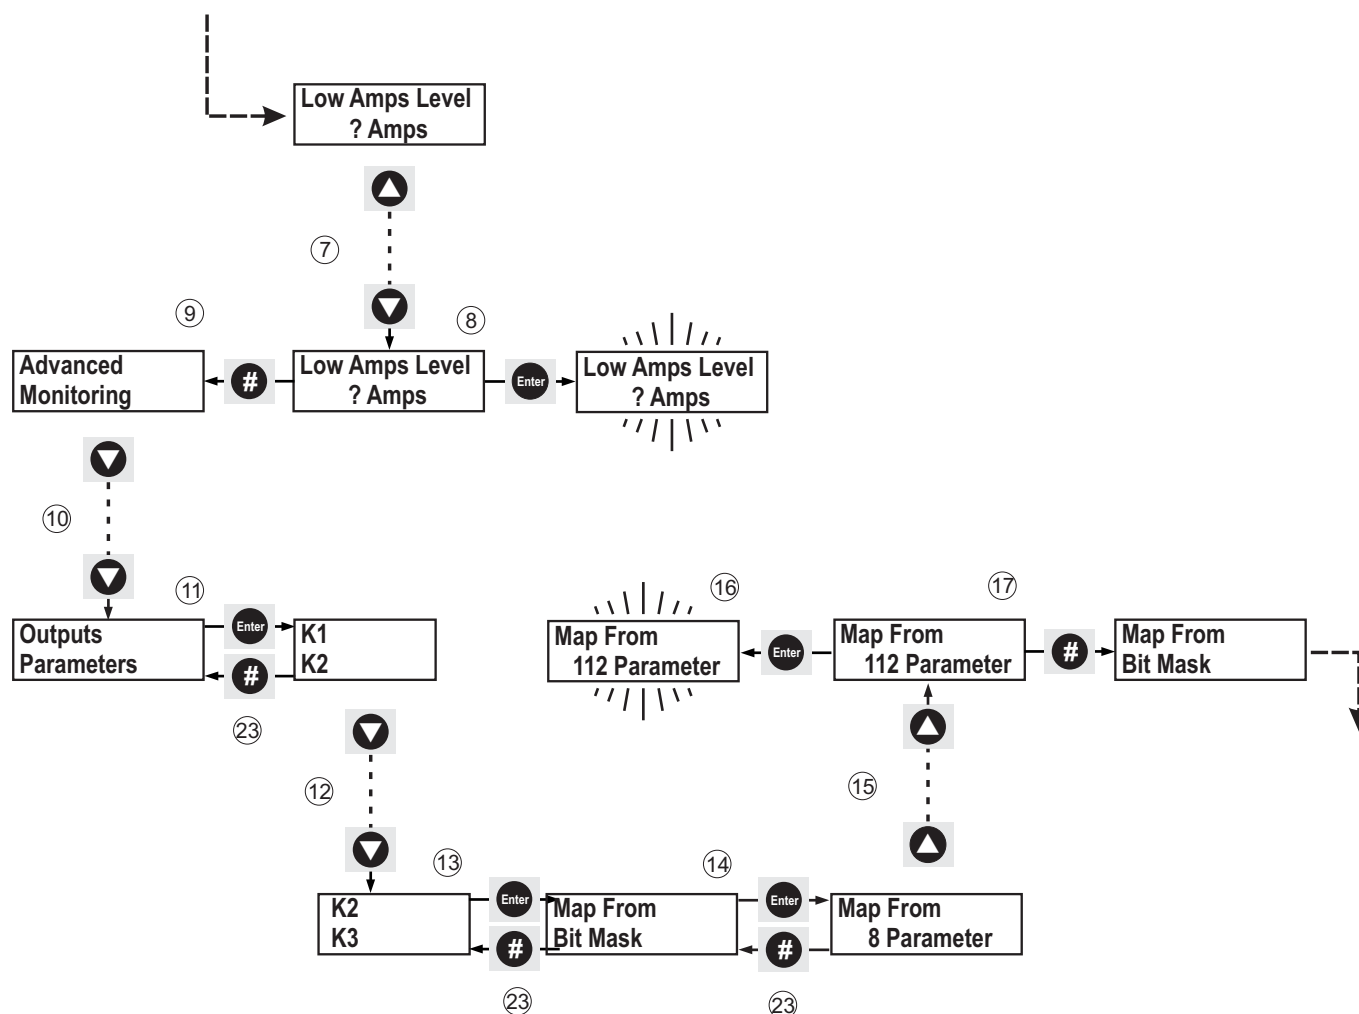 Low Amps Level
? Amps
7
9
8
Advanced
Monitoring
#
Low Amps Level
? Amps
Enter
Low Amps Level
? Amps
10
11
Outputs
Parameters
Enter
#
K1
K2
23
16
17
Map From
112 Parameter
Enter
Map From
112 Parameter
#
Map From
Bit Mask
12
15
13
14
K2
K3
Enter
#
Map From
Bit Mask
Enter
#
Map From
8 Parameter
23
23